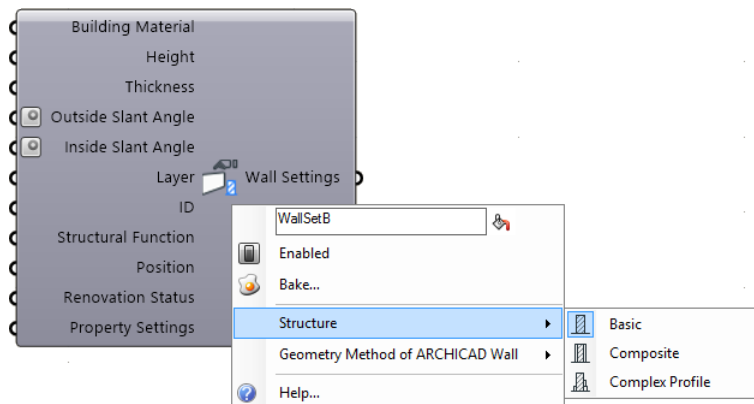 Building Material
Height
Thickness
Outside Slant Angle
Inside Slant Angle
Layer
Wall Settings
ID
Structural Function
Position
Renovation Status
Property Settings
WallSetB
Enabled
Bake...
Structure
Geometry Method of ARCHICAD Wall
Help...
Basic
Composite
Complex Profile